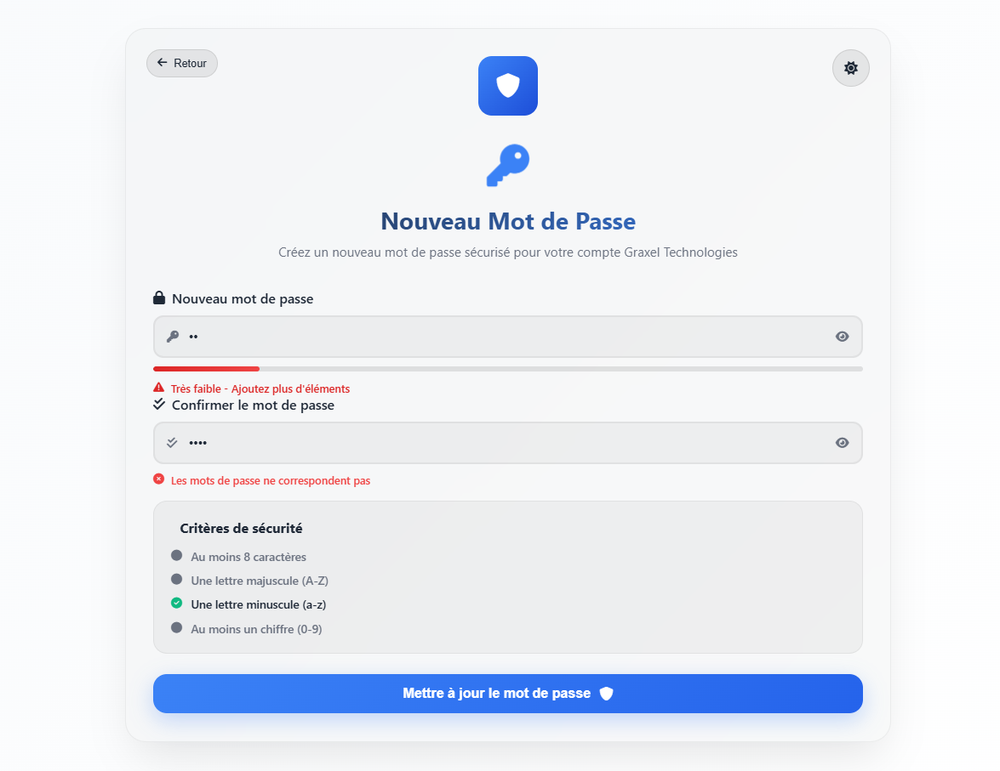 Retour
Nouveau Mot de Passe
Créez un nouveau mot de passe sécurisé pour votre compte Graxel Technologies
Nouveau mot de passe
••
Très faible - Ajoutez plus d'éléments
Confirmer le mot de passe
••••
Les mots de passe ne correspondent pas
Critères de sécurité
Au moins 8 caractères
Une lettre majuscule (A-Z)
Une lettre minuscule (a-z)
Au moins un chiffre (0-9)
Mettre à jour le mot de passe